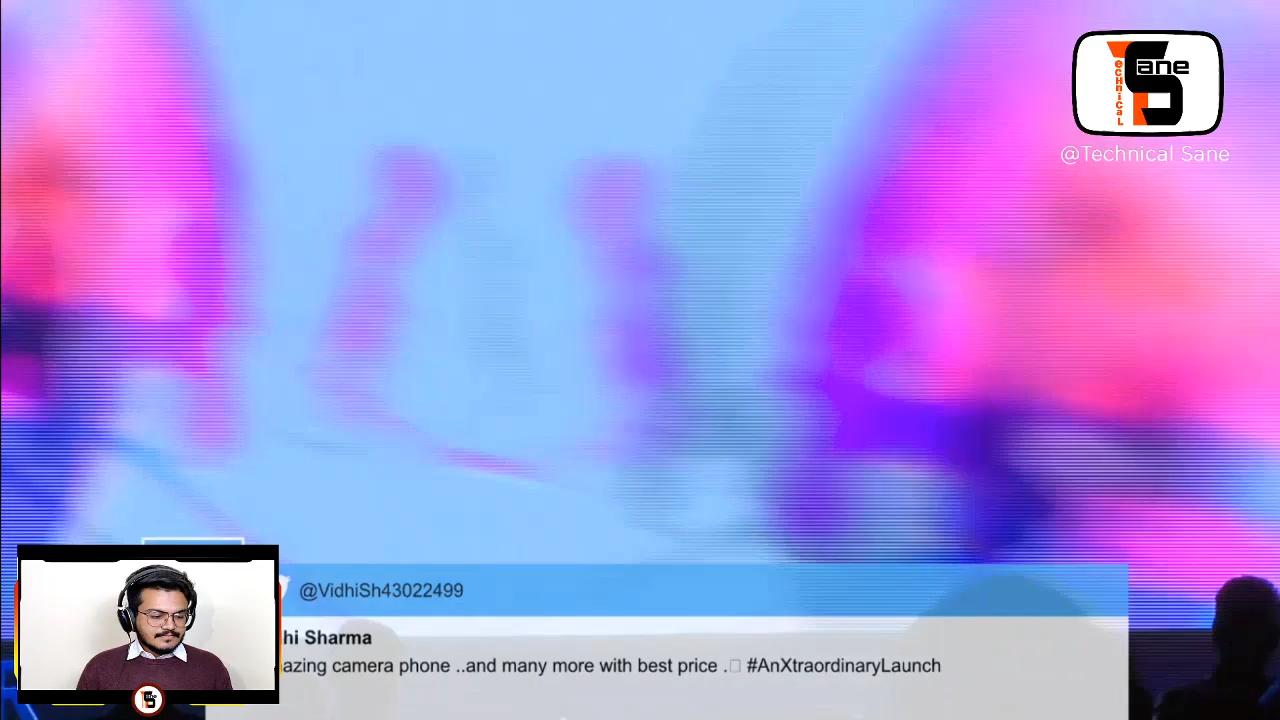 Technical
Sane
@Technical Sane
@VidhiSh43022499
hi Sharma
azing camera phone ..and many more with best price . #AnXtraordinaryLaunch